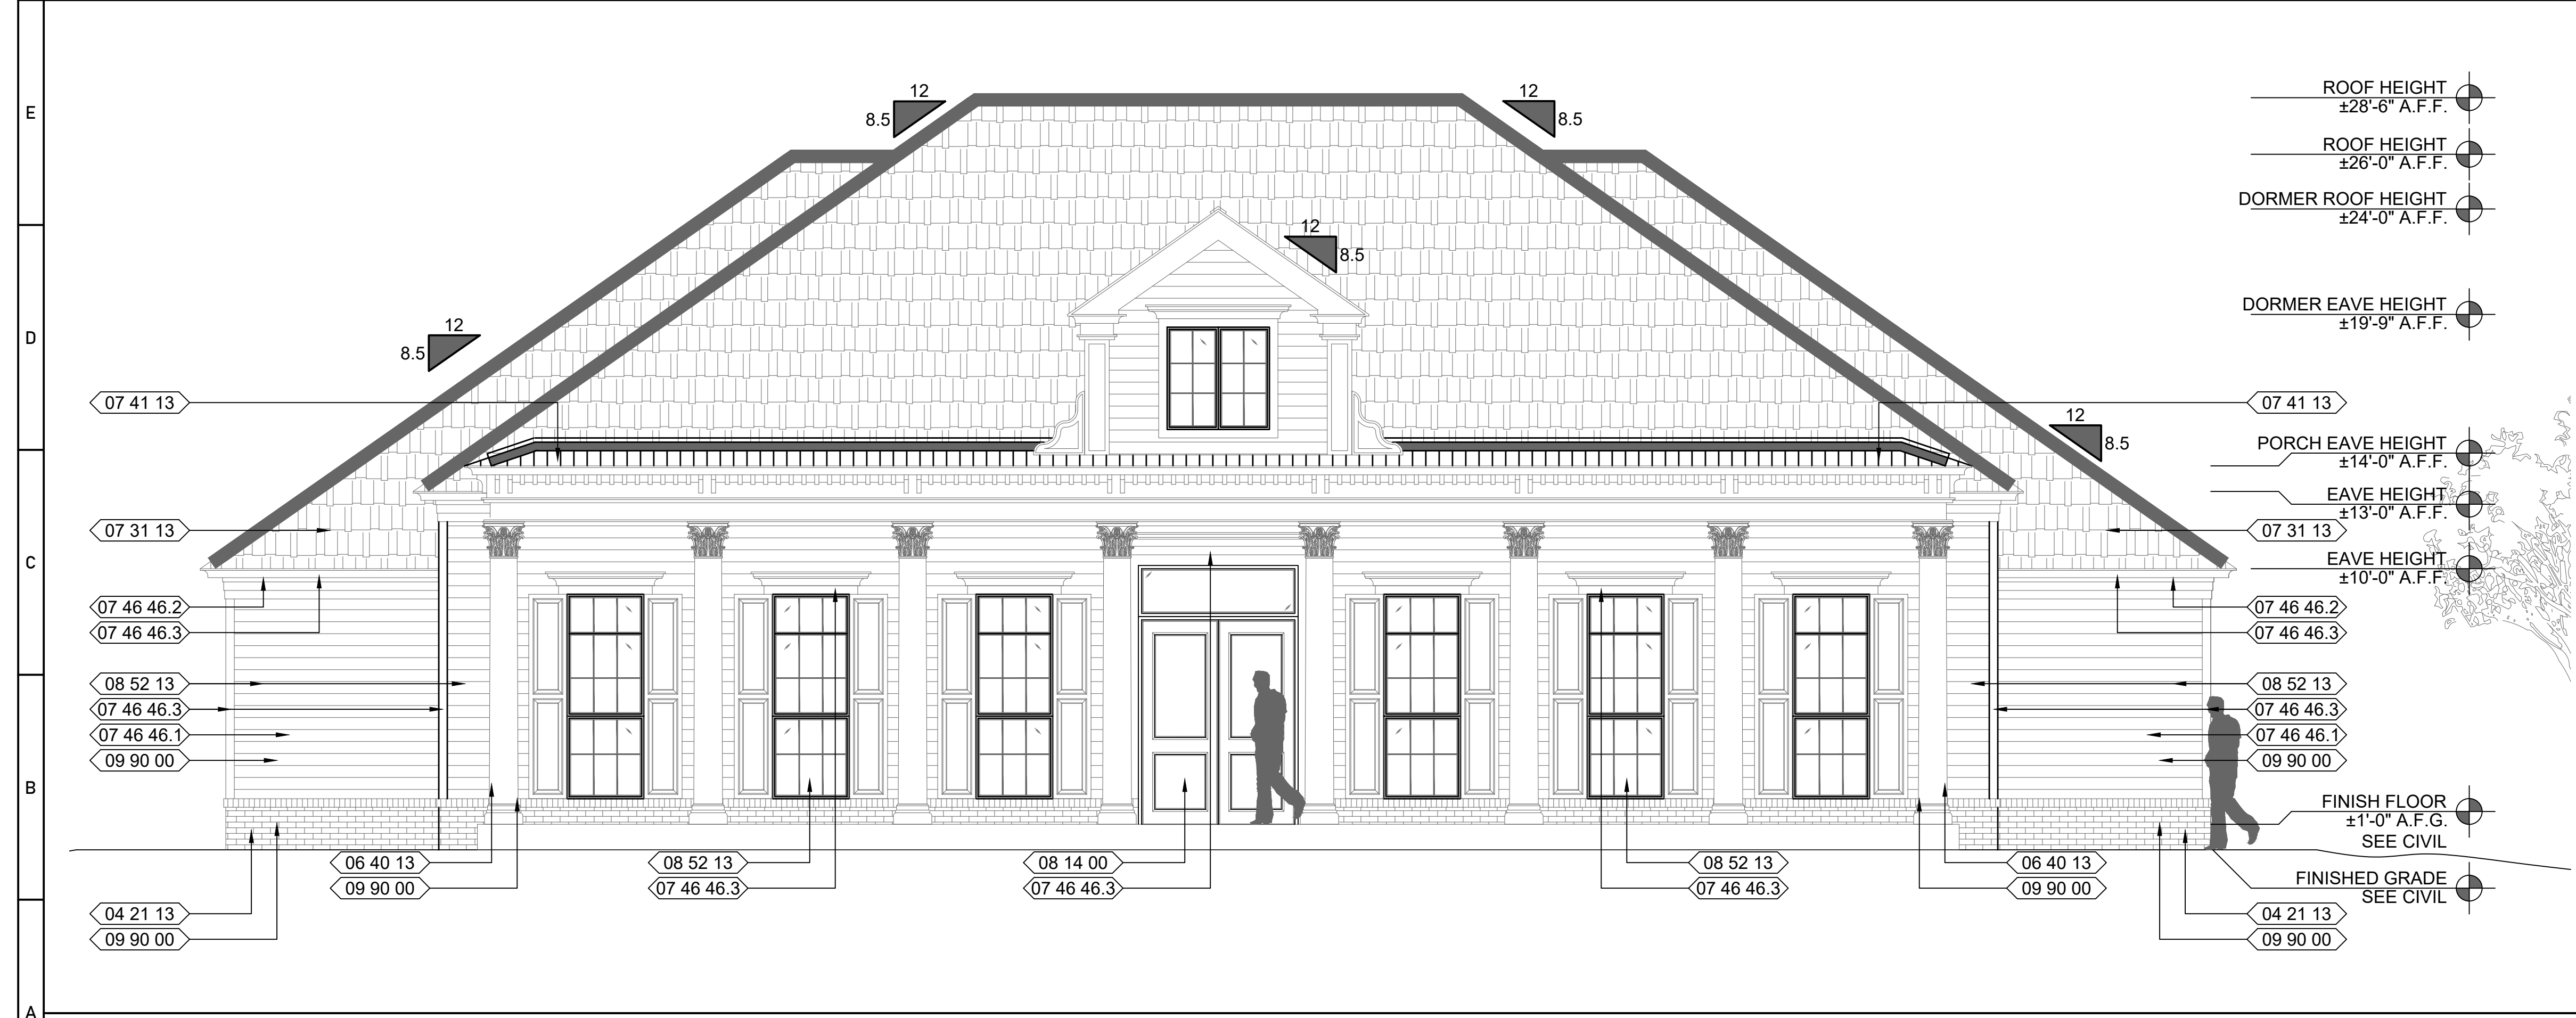 E
D
C
B
A
12
8.5
12
8.5
12
8.5
12
8.5
12
8.5
ROOF HEIGHT
±28'-6" A.F.F.
ROOF HEIGHT
±26'-0" A.F.F.
DORMER ROOF HEIGHT
±24'-0" A.F.F.
DORMER EAVE HEIGHT
±19'-9" A.F.F.
PORCH EAVE HEIGHT
±14'-0" A.F.F.
EAVE HEIGHT
±13'-0" A.F.F.
EAVE HEIGHT
±10'-0" A.F.F.
FINISH FLOOR
±1'-0" A.F.G.
SEE CIVIL
FINISHED GRADE
SEE CIVIL
07 41 13
07 31 13
07 46 46.2
07 46 46.3
08 52 13
07 46 46.3
07 46 46.1
09 90 00
04 21 13
09 90 00
06 40 13
09 90 00
08 52 13
07 46 46.3
08 14 00
07 46 46.3
08 52 13
07 46 46.3
06 40 13
09 90 00
07 41 13
07 31 13
07 46 46.2
07 46 46.3
08 52 13
07 46 46.3
07 46 46.1
09 90 00
04 21 13
09 90 00